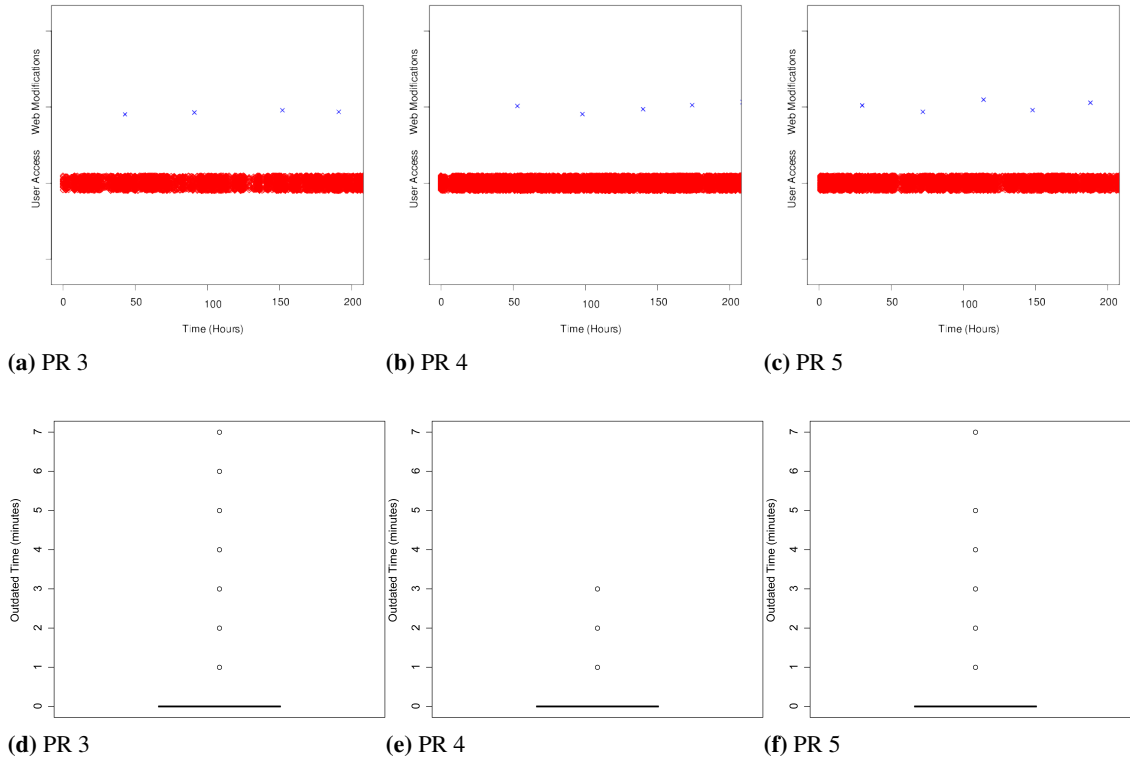 Web Modifications
User Access
0 50 100 150 200
Time (Hours)
(a) PR 3
Web Modifications
User Access
0 50 100 150 200
Time (Hours)
(b) PR 4
Web Modifications
User Access
0 50 100 150 200
Time (Hours)
(c) PR 5
Outdated Time (minutes)
7
6
5
4
3
2
1
0
(d) PR 3
Outdated Time (minutes)
7
6
5
4
3
2
1
0
(e) PR 4
Outdated Time (minutes)
7
6
5
4
3
2
1
0
(f) PR 5